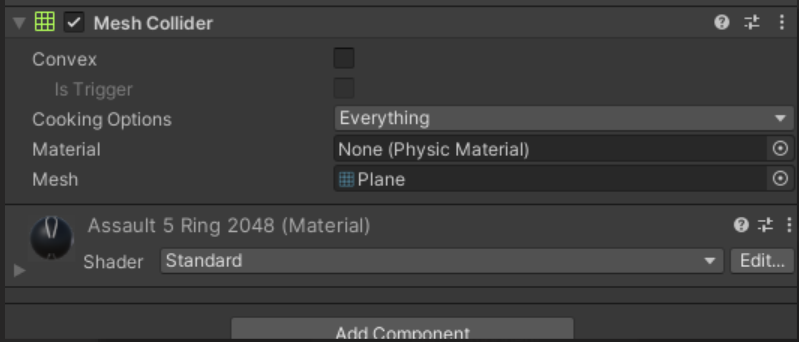 Mesh Collider
Convex
Is Trigger
Cooking Options Everything
Material None (Physic Material)
Mesh Plane
Assault 5 Ring 2048 (Material)
Shader Standard Edit...
Add Component